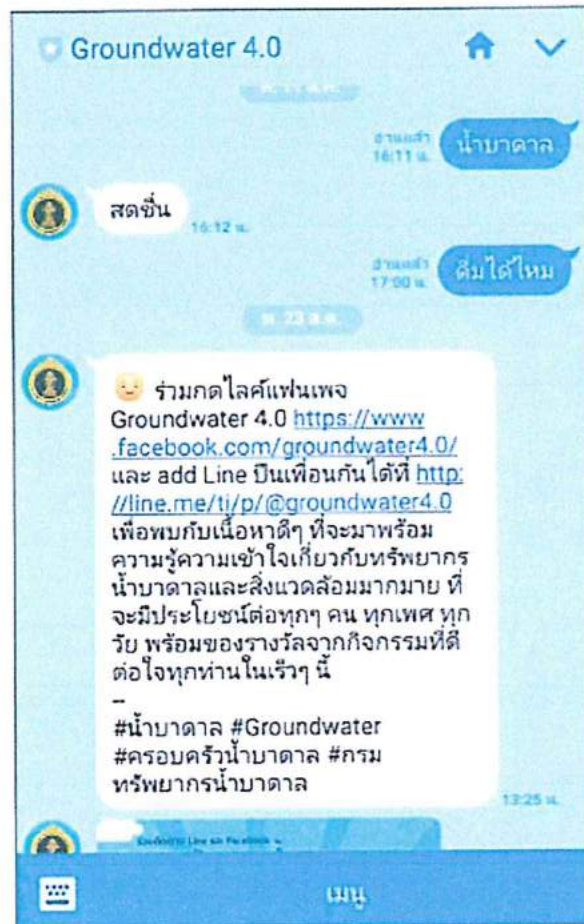 Groundwater 4.0
อ่านแล้ว
16:11 น.
น้ำบาดาล
สดชื่น
16:12 น.
อ่านแล้ว
17:00 น.
ดื่มได้ไหม
พ. 23 ส.ค.
ร่วมกดไลค์แฟนเพจ
Groundwater 4.0 https://www
.facebook.com/groundwater4.0/
และ add Line เป็นเพื่อนกันได้ที่ http:
//line.me/ti/p/@groundwater4.0
เพื่อพบกับเนื้อหาดีๆ ที่จะมาพร้อม
ความรู้ความเข้าใจเกี่ยวกับทรัพยากร
น้ำบาดาลและสิ่งแวดล้อมมากมาย ที่
จะมีประโยชน์ต่อทุกๆ คน ทุกเพศ ทุก
วัย พร้อมของรางวัลจากกิจกรรมที่ดี
ต่อใจทุกท่านในเร็วๆ นี้
--
#น้ำบาดาล #Groundwater
#ครอบครัวน้ำบาดาล #กรม
ทรัพยากรน้ำบาดาล
13:25 น.
Line และ Facebook
เมนู